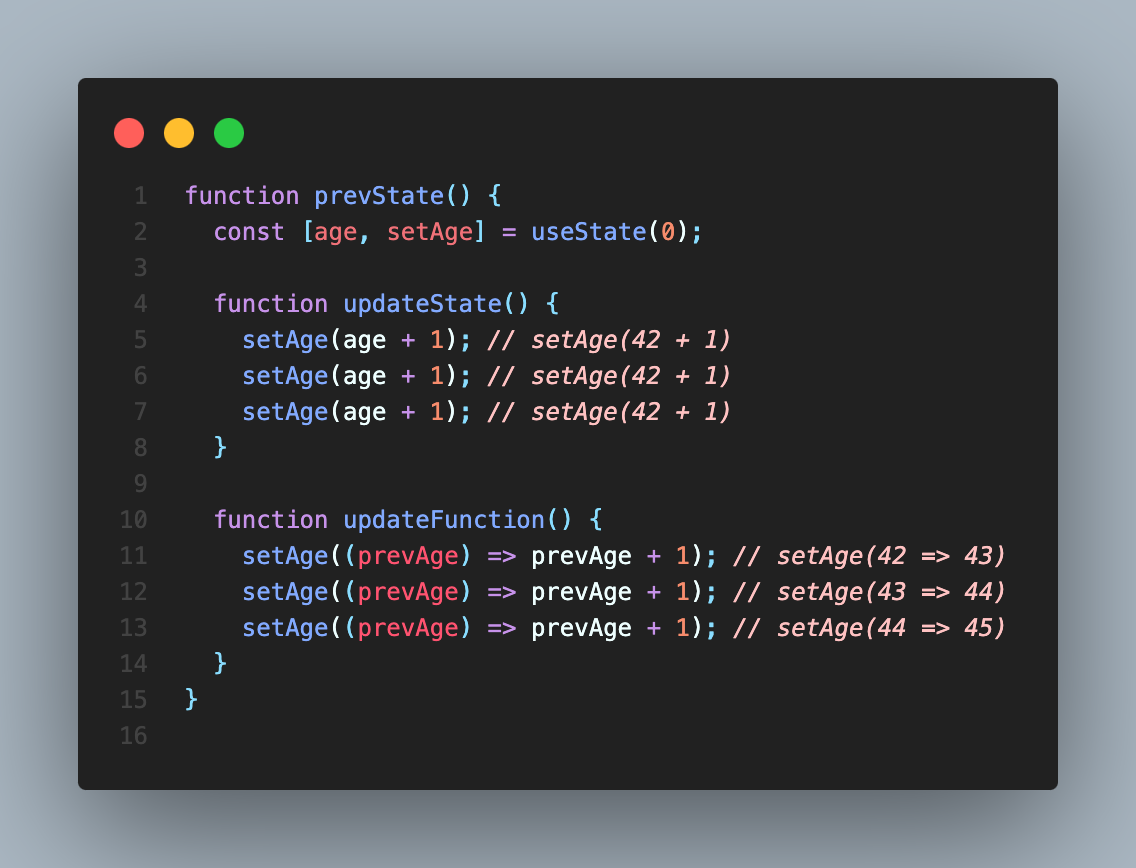 1 function prevState() {
2 const [age, setAge] = useState(0);
3
4 function updateState() {
5 setAge(age + 1); // setAge(42 + 1)
6 setAge(age + 1); // setAge(42 + 1)
7 setAge(age + 1); // setAge(42 + 1)
8 }
9
10 function updateFunction() {
11 setAge((prevAge) => prevAge + 1); // setAge(42 => 43)
12 setAge((prevAge) => prevAge + 1); // setAge(43 => 44)
13 setAge((prevAge) => prevAge + 1); // setAge(44 => 45)
14 }
15 }
16